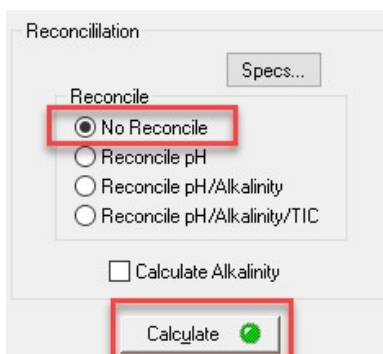 Reconcililation
Specs...
Reconcile
No Reconcile
Reconcile pH
Reconcile pH/Alkalinity
Reconcile pH/Alkalinity/TIC
Calculate Alkalinity
Calculate